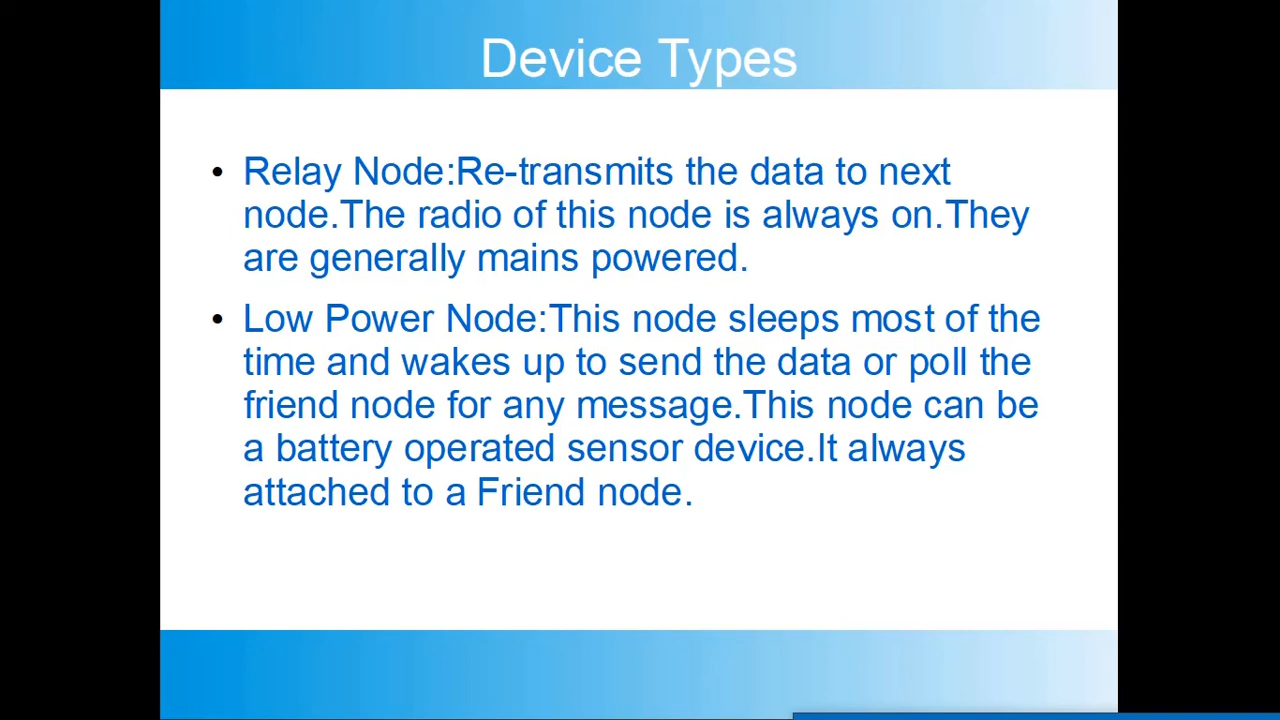 Device Types
• Relay Node:Re-transmits the data to next
node.The radio of this node is always on.They
are generally mains powered.
• Low Power Node:This node sleeps most of the
time and wakes up to send the data or poll the
friend node for any message.This node can be
a battery operated sensor device.It always
attached to a Friend node.